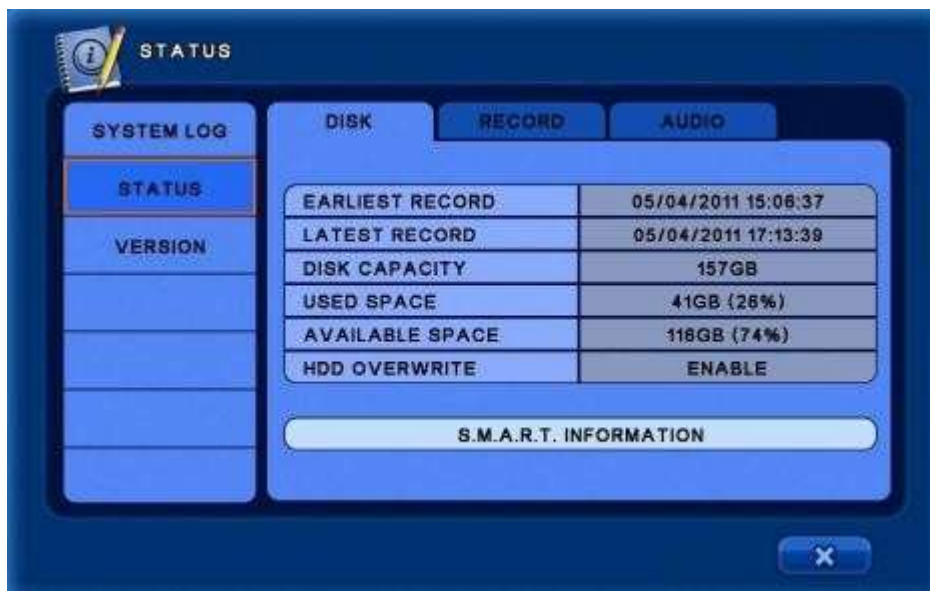 STATUS
SYSTEM LOG
STATUS
VERSION
DISK RECORD AUDIO
EARLIEST RECORD 05/04/2011 15:06:37
LATEST RECORD 05/04/2011 17:13:39
DISK CAPACITY 157GB
USED SPACE 41GB (26%)
AVAILABLE SPACE 116GB (74%)
HDD OVERWRITE ENABLE
S.M.A.R.T. INFORMATION